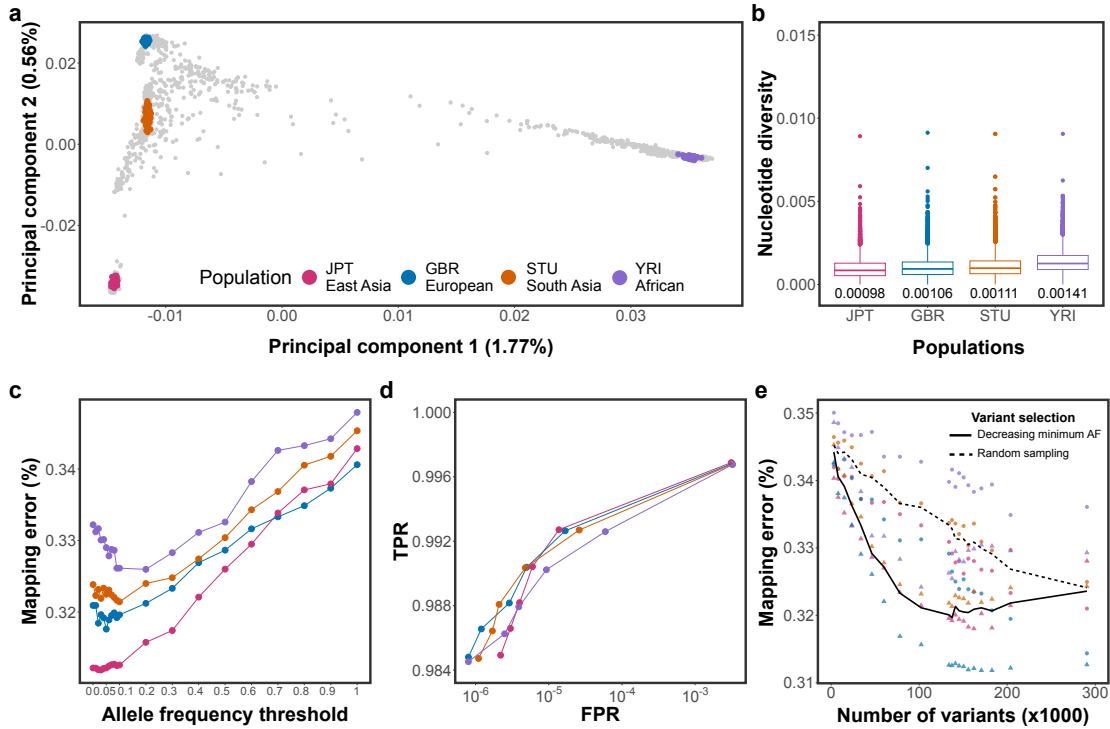 a
Principal component 2 (0.56%)
0.02
0.00
-0.02
Population
JPT
East Asia
GBR
European
STU
South Asia
YRI
African
-0.01
0.00
0.01
0.02
0.03
Principal component 1 (1.77%)
b
Nucleotide diversity
0.015
0.010
0.005
0.000
0.00098
0.00106
0.00111
0.00141
JPT
GBR
STU
YRI
Populations
c
Mapping error (%)
0.34
0.33
0.32
0.0
0.05
0.1
0.2
0.3
0.4
0.5
0.6
0.7
0.8
0.9
1
Allele frequency threshold
d
TPR
1.000
0.996
0.992
0.988
0.984
10⁻⁶
10⁻⁵
10⁻⁴
10⁻³
FPR
e
Mapping error (%)
0.35
0.34
0.33
0.32
0.31
Variant selection
Decreasing minimum AF
Random sampling
0
100
200
300
Number of variants (x1000)